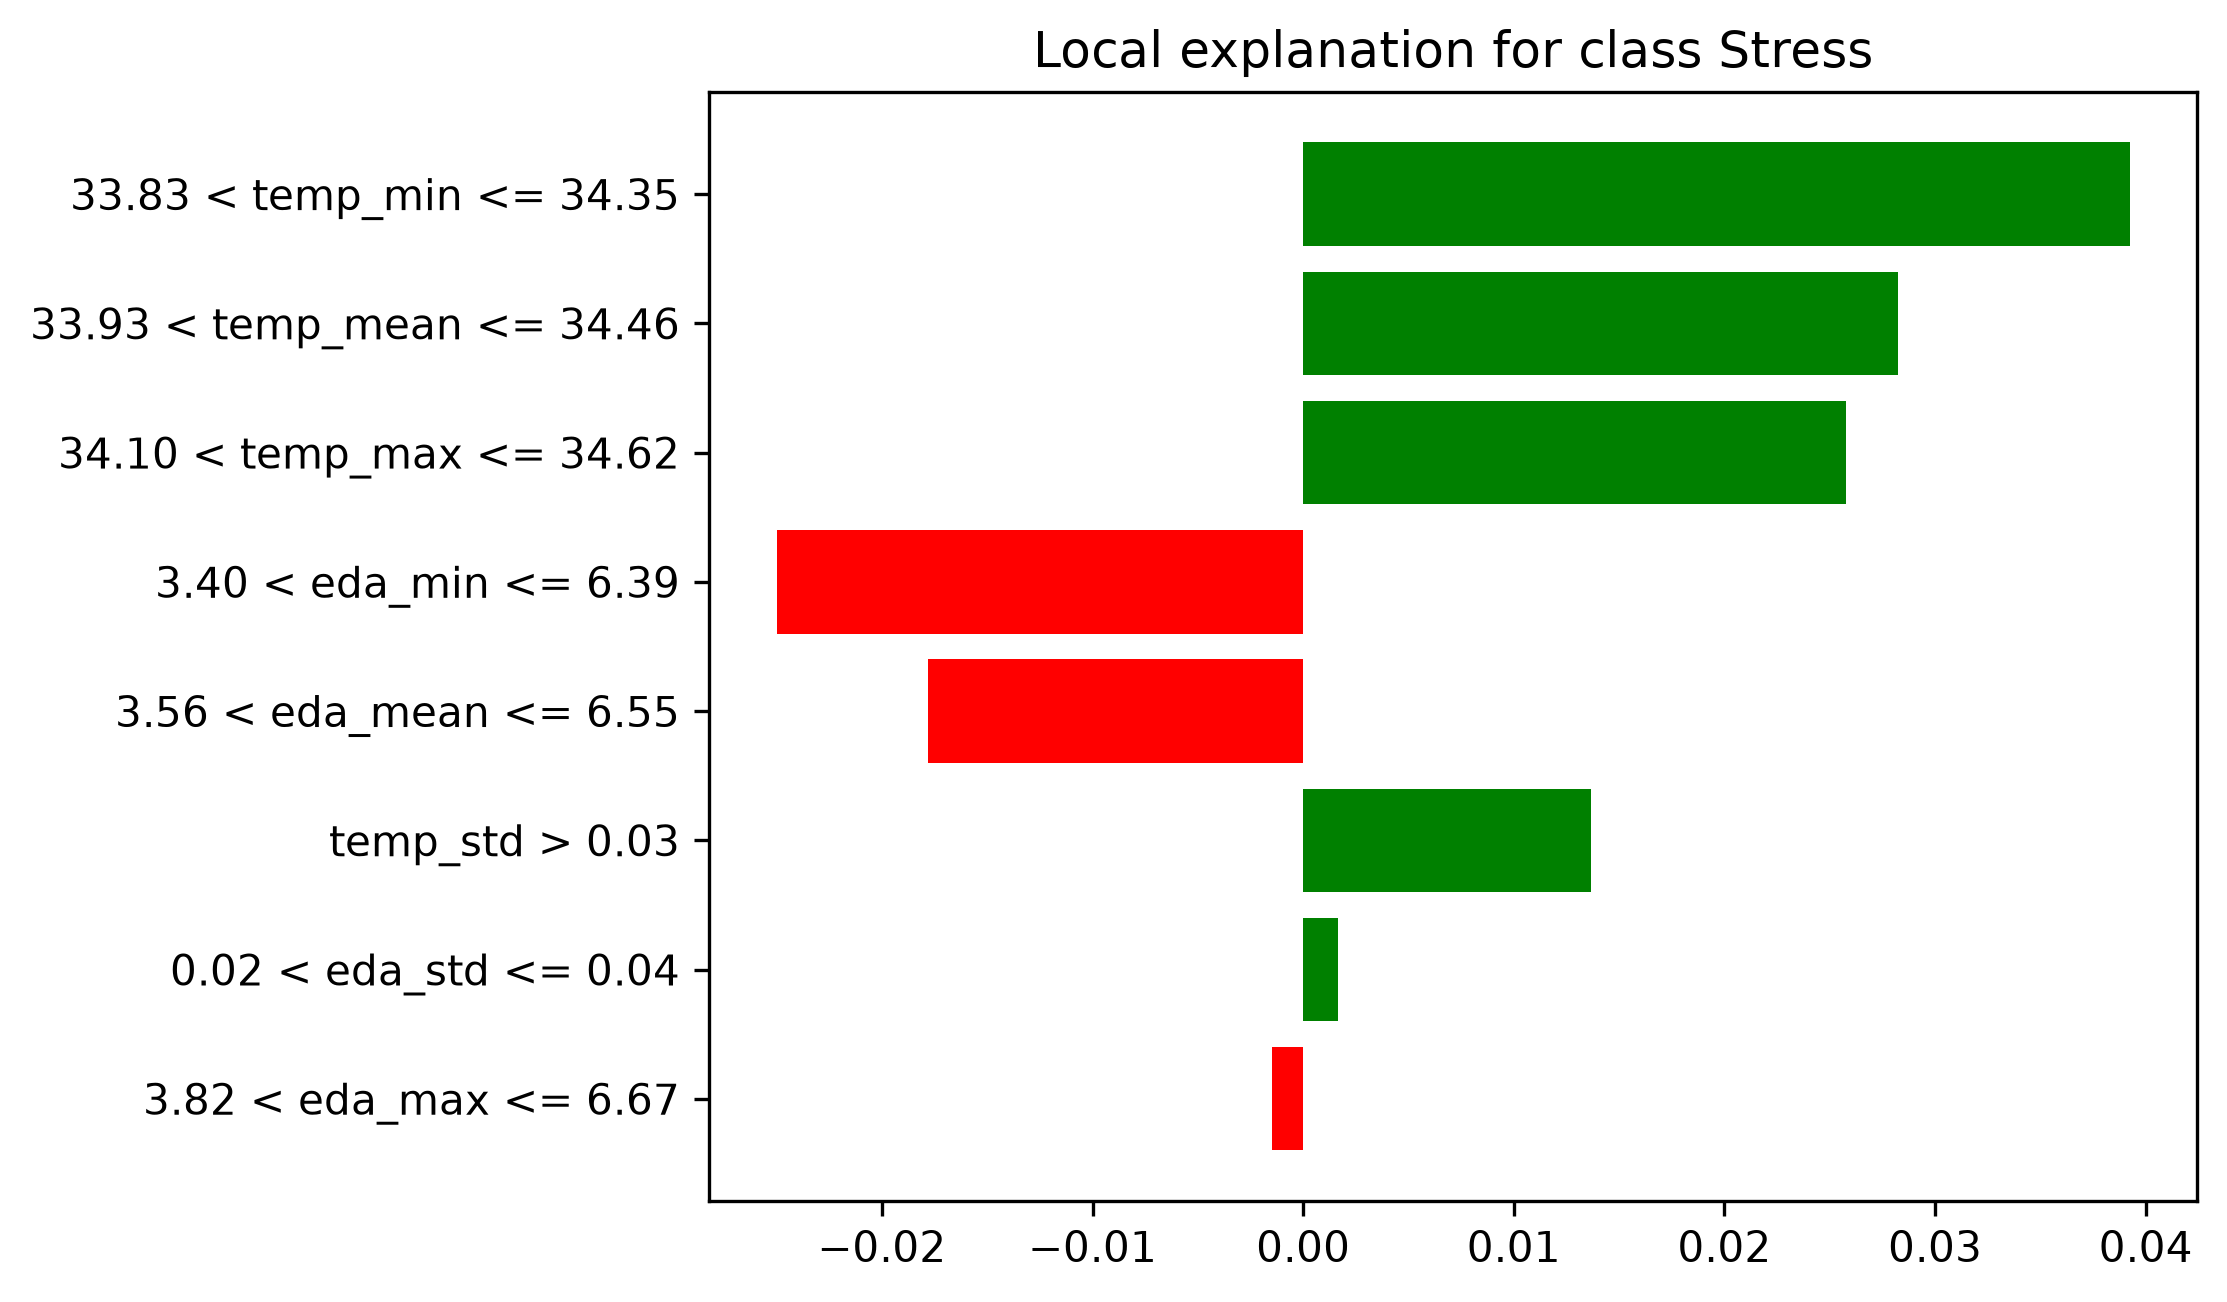 Local explanation for class Stress
33.83 < temp_min <= 34.35
33.93 < temp_mean <= 34.46
34.10 < temp_max <= 34.62
3.40 < eda_min <= 6.39
3.56 < eda_mean <= 6.55
temp_std > 0.03
0.02 < eda_std <= 0.04
3.82 < eda_max <= 6.67
−0.02 −0.01 0.00 0.01 0.02 0.03 0.04